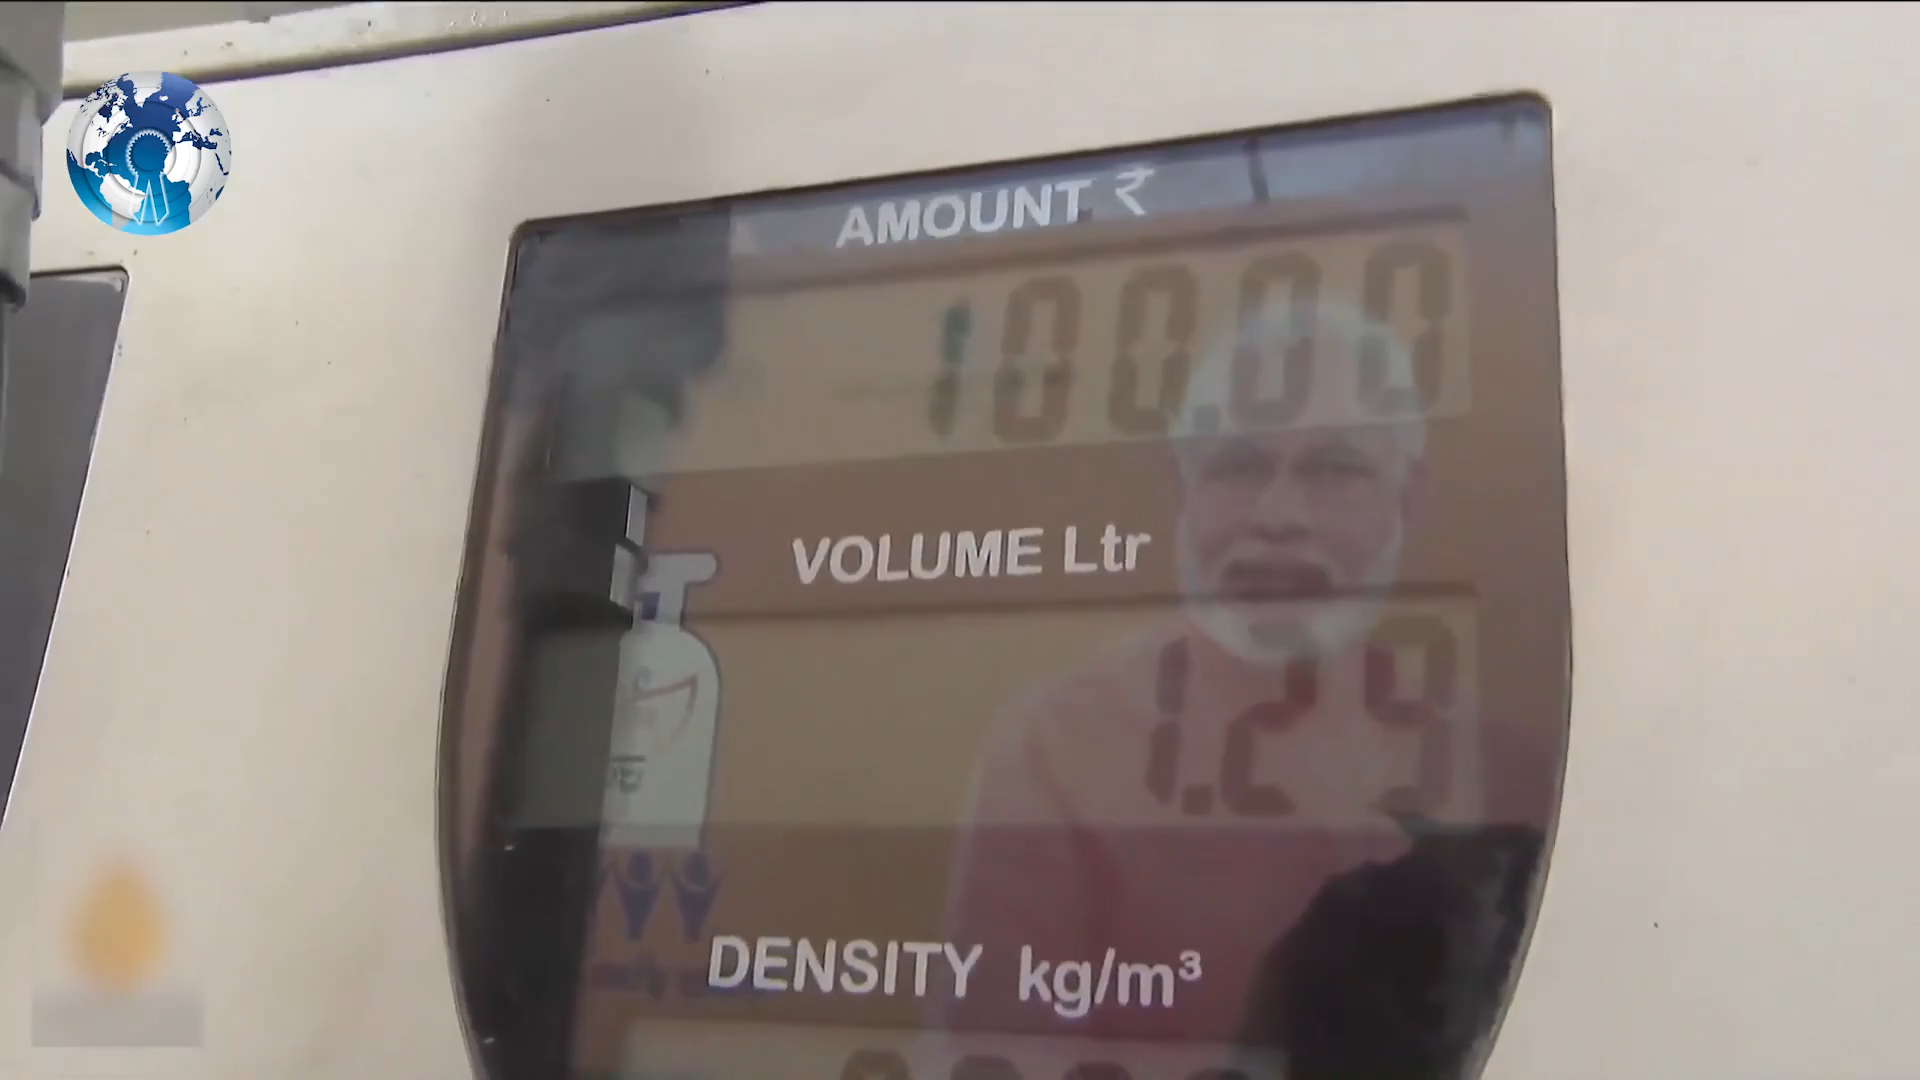 AMOUNT ₹
100.00
VOLUME Ltr
1.29
DENSITY kg/m³